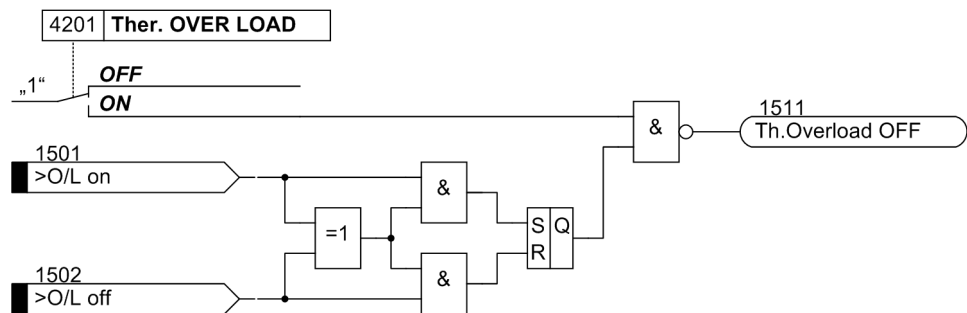 4201 Ther. OVER LOAD
„1“
OFF
ON
&
1511
Th.Overload OFF
1501
>O/L on
&
=1
S Q
R
&
1502
>O/L off